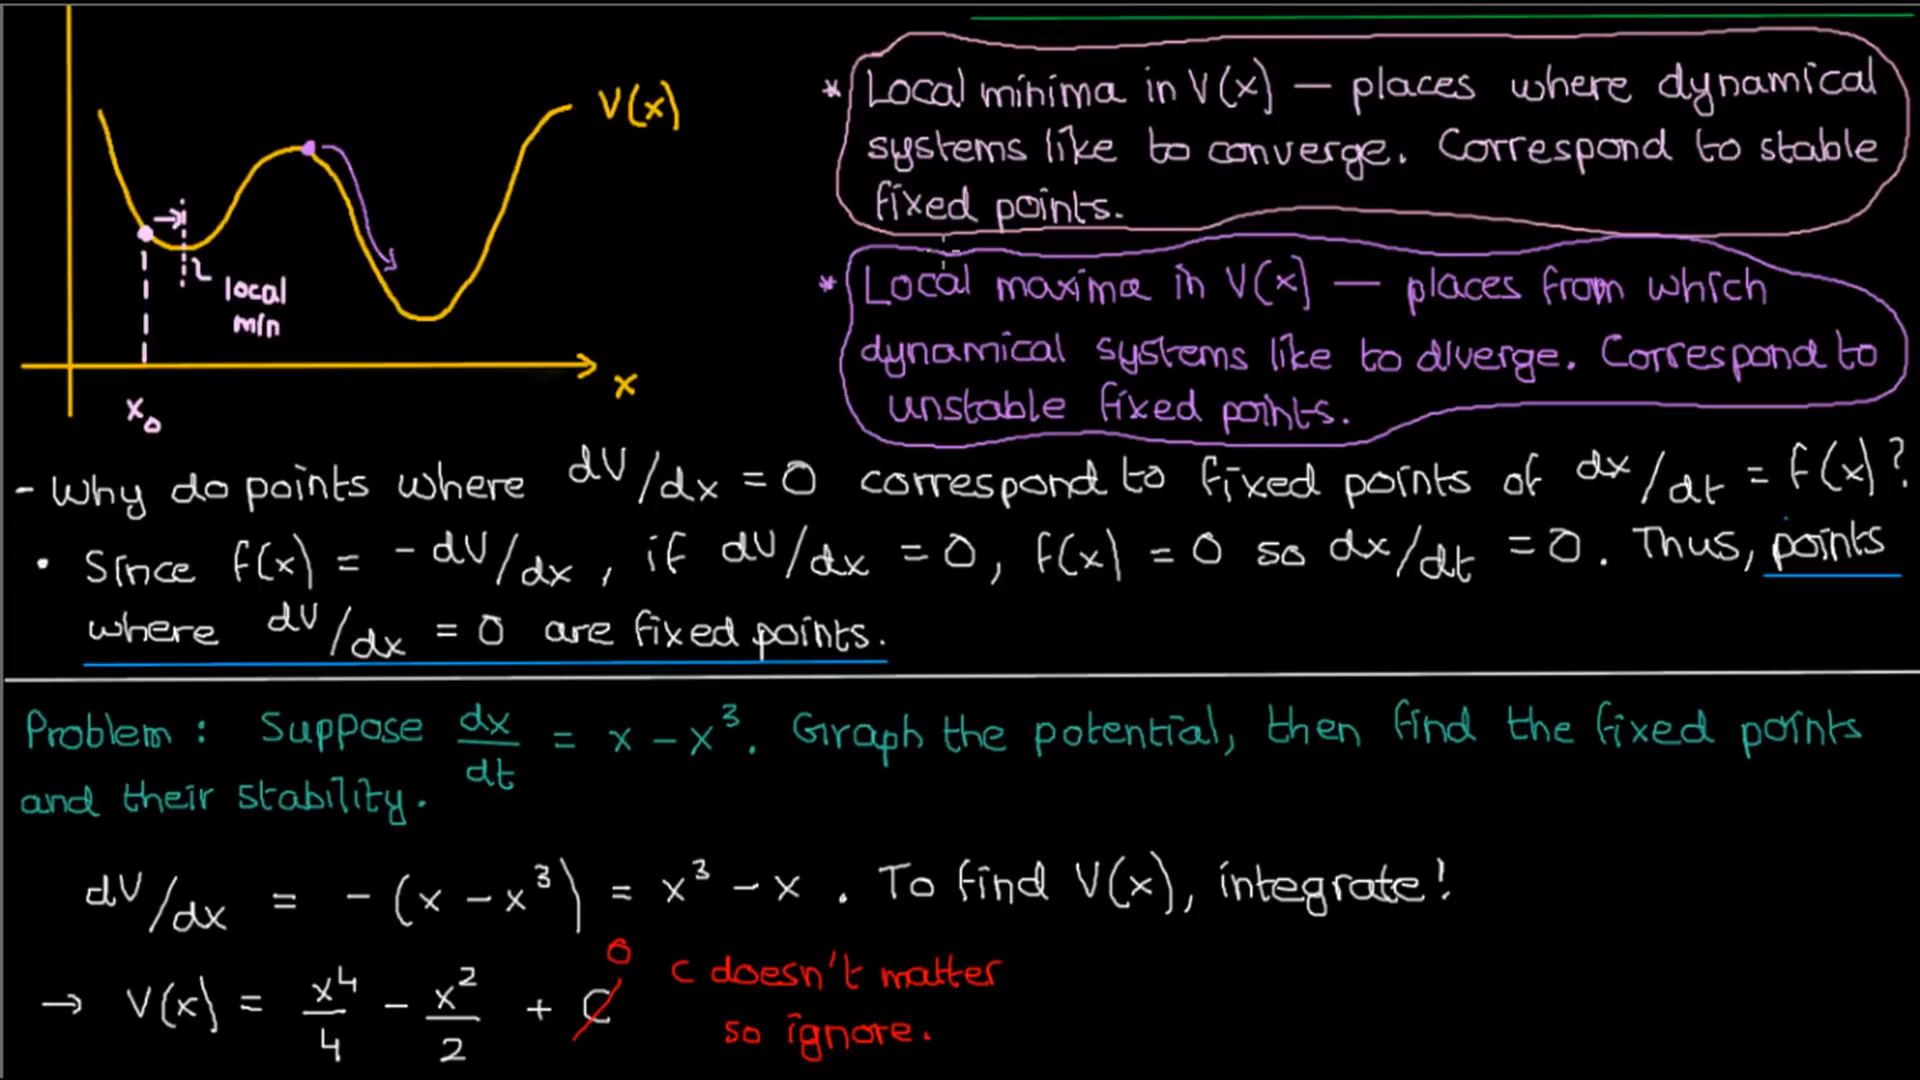 V(x)
local
min
x
x₀
* Local minima in V(x) — places where dynamical
systems like to converge. Correspond to stable
fixed points.
* Local maxima in V(x) — places from which
dynamical systems like to diverge. Correspond to
unstable fixed points.
- Why do points where dV/dx = 0 correspond to fixed points of dx/dt = f(x)?
• Since f(x) = -dV/dx, if dV/dx = 0, f(x) = 0 so dx/dt = 0. Thus, points
where dV/dx = 0 are fixed points.
Problem: Suppose dx/dt = x - x³. Graph the potential, then find the fixed points
and their stability.
dV/dx = -(x - x³) = x³ - x. To find V(x), integrate!
→ V(x) = x⁴/4 - x²/2 + C 0
C doesn't matter
so ignore.